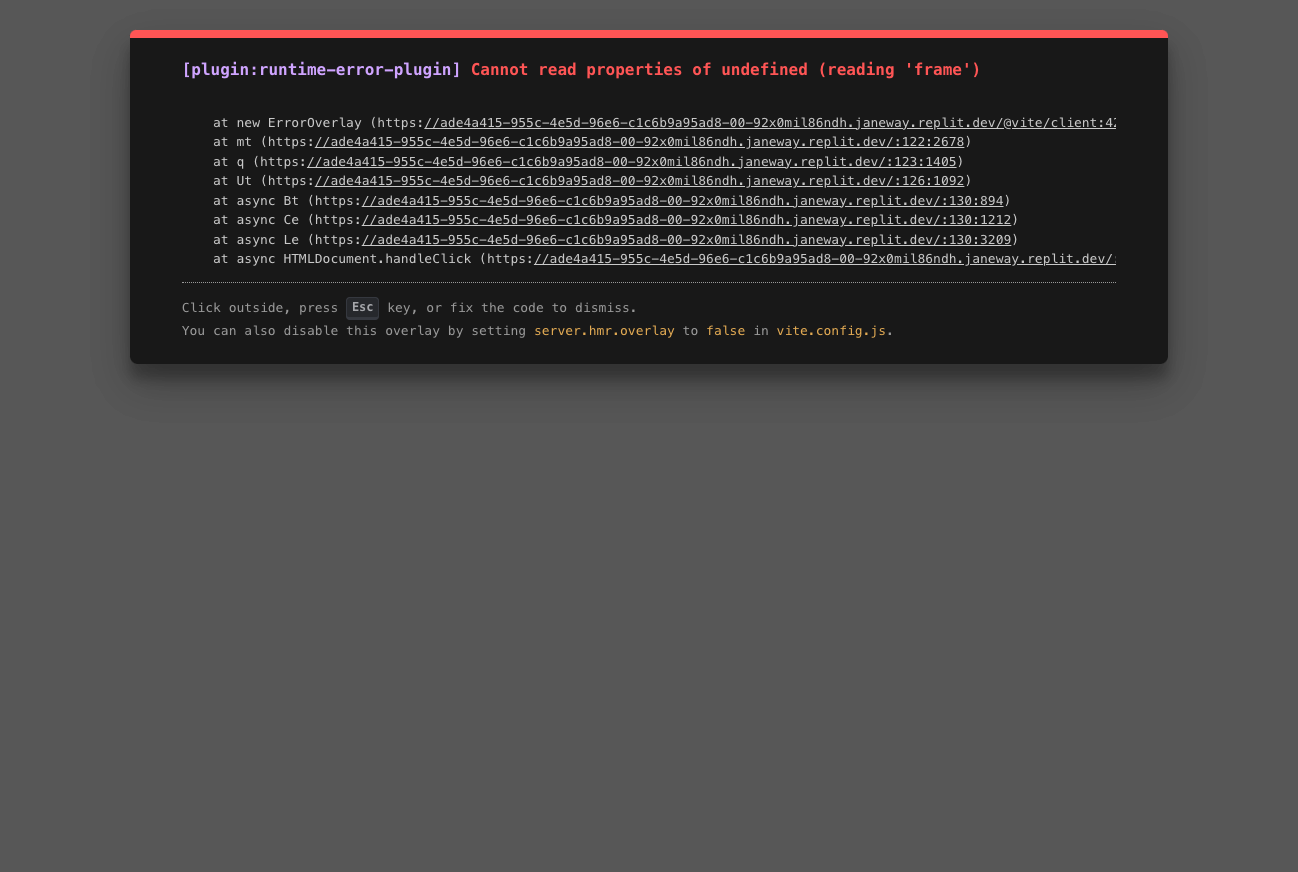 [plugin:runtime-error-plugin] Cannot read properties of undefined (reading 'frame')
at new ErrorOverlay (https://ade4a415-955c-4e5d-96e6-c1c6b9a95ad8-00-92x0mil86ndh.janeway.replit.dev/@vite/client:42
at mt (https://ade4a415-955c-4e5d-96e6-c1c6b9a95ad8-00-92x0mil86ndh.janeway.replit.dev/:122:2678)
at q (https://ade4a415-955c-4e5d-96e6-c1c6b9a95ad8-00-92x0mil86ndh.janeway.replit.dev/:123:1405)
at Ut (https://ade4a415-955c-4e5d-96e6-c1c6b9a95ad8-00-92x0mil86ndh.janeway.replit.dev/:126:1092)
at async Bt (https://ade4a415-955c-4e5d-96e6-c1c6b9a95ad8-00-92x0mil86ndh.janeway.replit.dev/:130:894)
at async Ce (https://ade4a415-955c-4e5d-96e6-c1c6b9a95ad8-00-92x0mil86ndh.janeway.replit.dev/:130:1212)
at async Le (https://ade4a415-955c-4e5d-96e6-c1c6b9a95ad8-00-92x0mil86ndh.janeway.replit.dev/:130:3209)
at async HTMLDocument.handleClick (https://ade4a415-955c-4e5d-96e6-c1c6b9a95ad8-00-92x0mil86ndh.janeway.replit.dev/:
Click outside, press Esc key, or fix the code to dismiss.
You can also disable this overlay by setting server.hmr.overlay to false in vite.config.js.